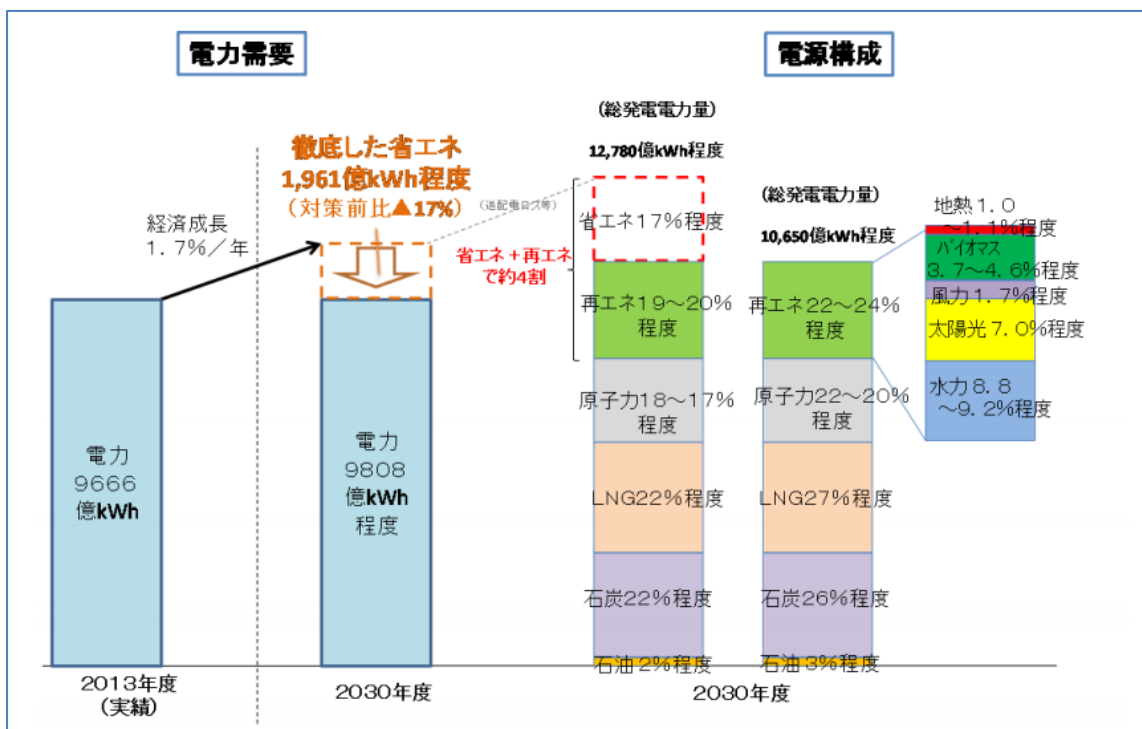 電力需要
電源構成
徹底した省エネ
1,961億kWh程度
(対策前比▲17%)
経済成長
１.７％／年
電力
９６６６
億kWh
電力
９８０８
億kWh
程度
２０１３年度
(実績)
２０３０年度
(総発電電力量)
12,780億kWh程度
(送配電ロス等)
省エネ１７％程度
省エネ＋再エネ
で約4割
再エネ１９～２０％
程度
原子力１８～１７％
程度
LNG２２％程度
石炭２２％程度
石油２％程度
(総発電電力量)
10,650億kWh程度
再エネ２２～２４％
程度
原子力２２～２０％
程度
LNG２７％程度
石炭２６％程度
石油３％程度
２０３０年度
地熱１.０
～１.１％程度
バイオマス
３.７～４.６％程度
風力１.７％程度
太陽光７.０％程度
水力８.８
～９.２％程度